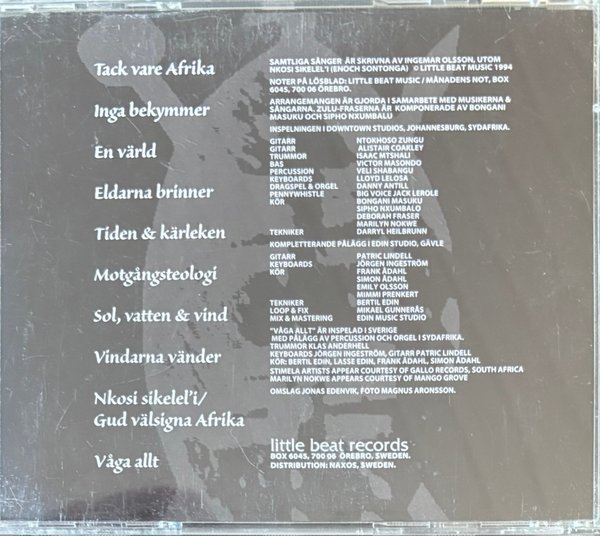 Tack vare Afrika
Inga bekymmer
En värld
Eldarna brinner
Tiden & kärleken
Motgångsteologi
Sol, vatten & vind
Vindarna vänder
Nkosi sikelel'i/
Gud välsigna Afrika
Våga allt
SAMTLIGA SÅNGER ÄR SKRIVNA AV INGEMAR OLSSON. UTOM
NKOSI SIKELEL'I (ENOCH SONTONGA) © LITTLE BEAT MUSIC 1994
NOTER PÅ LÖSBLAD: LITTLE BEAT MUSIC / MÅNADENS NOT, BOX
6045, 700 06 ÖREBRO.
ARRANGEMANGEN ÄR GJORDA I SAMARBETE MED MUSIKERNA &
SÅNGARNA. ZULU-FRASERNA ÄR KOMPONERADE AV BONGANI
MASUKU OCH SIPHO NXUMBALU
INSPELNINGEN I DOWNTOWN STUDIOS, JOHANNESBURG, SYDAFRIKA.
GITARR NTOKHOSO ZUNGU
GITARR ALISTAIR COAKLEY
TRUMMOR ISAAC MTSHALI
BAS VICTOR MASONDO
PERCUSSION VELI SHABANGU
KEYBOARDS LLOYD LELOSA
DRAGSPEL & ORGEL DANNY ANTILL
PENNYWHISTLE BIG VOICE JACK LEROLE
KÖR BONGANI MASUKU
SIPHO NXUMBALO
DEBORAH FRASER
MARILYN NOKWE
TEKNIKER DARRYL HEILBRUNN
KOMPLETTERANDE PÅLÄGG I EDIN STUDIO, GÄVLE
GITARR PATRIC LINDELL
KEYBOARDS JÖRGEN INGESTRÖM
KÖR FRANK ÅDAHL
SIMON ÅDAHL
EMILY OLSSON
MIMMI PRENKERT
TEKNIKER BERTIL EDIN
LOOP & FIX MIKAEL GUNNERÅS
MIX & MASTERING EDIN MUSIC STUDIO
"VÅGA ALLT" ÄR INSPELAD I SVERIGE
MED PÅLÄGG AV PERCUSSION OCH ORGEL I SYDAFRIKA.
TRUMMOR KLAS ANDERHELL
KEYBOARDS JÖRGEN INGESTRÖM, GITARR PATRIC LINDELL
KÖR: BERTIL EDIN, LASSE EDIN, FRANK ÅDAHL, SIMON ÅDAHL
STIMELA ARTISTS APPEAR COURTESY OF GALLO RECORDS, SOUTH AFRICA
MARILYN NOKWE APPEARS COURTESY OF MANGO GROVE
OMSLAG JONAS EDENVIK, FOTO MAGNUS ARONSSON.
little beat records
BOX 6045, 700 06 ÖREBRO, SWEDEN.
DISTRIBUTION: NAXOS, SWEDEN.